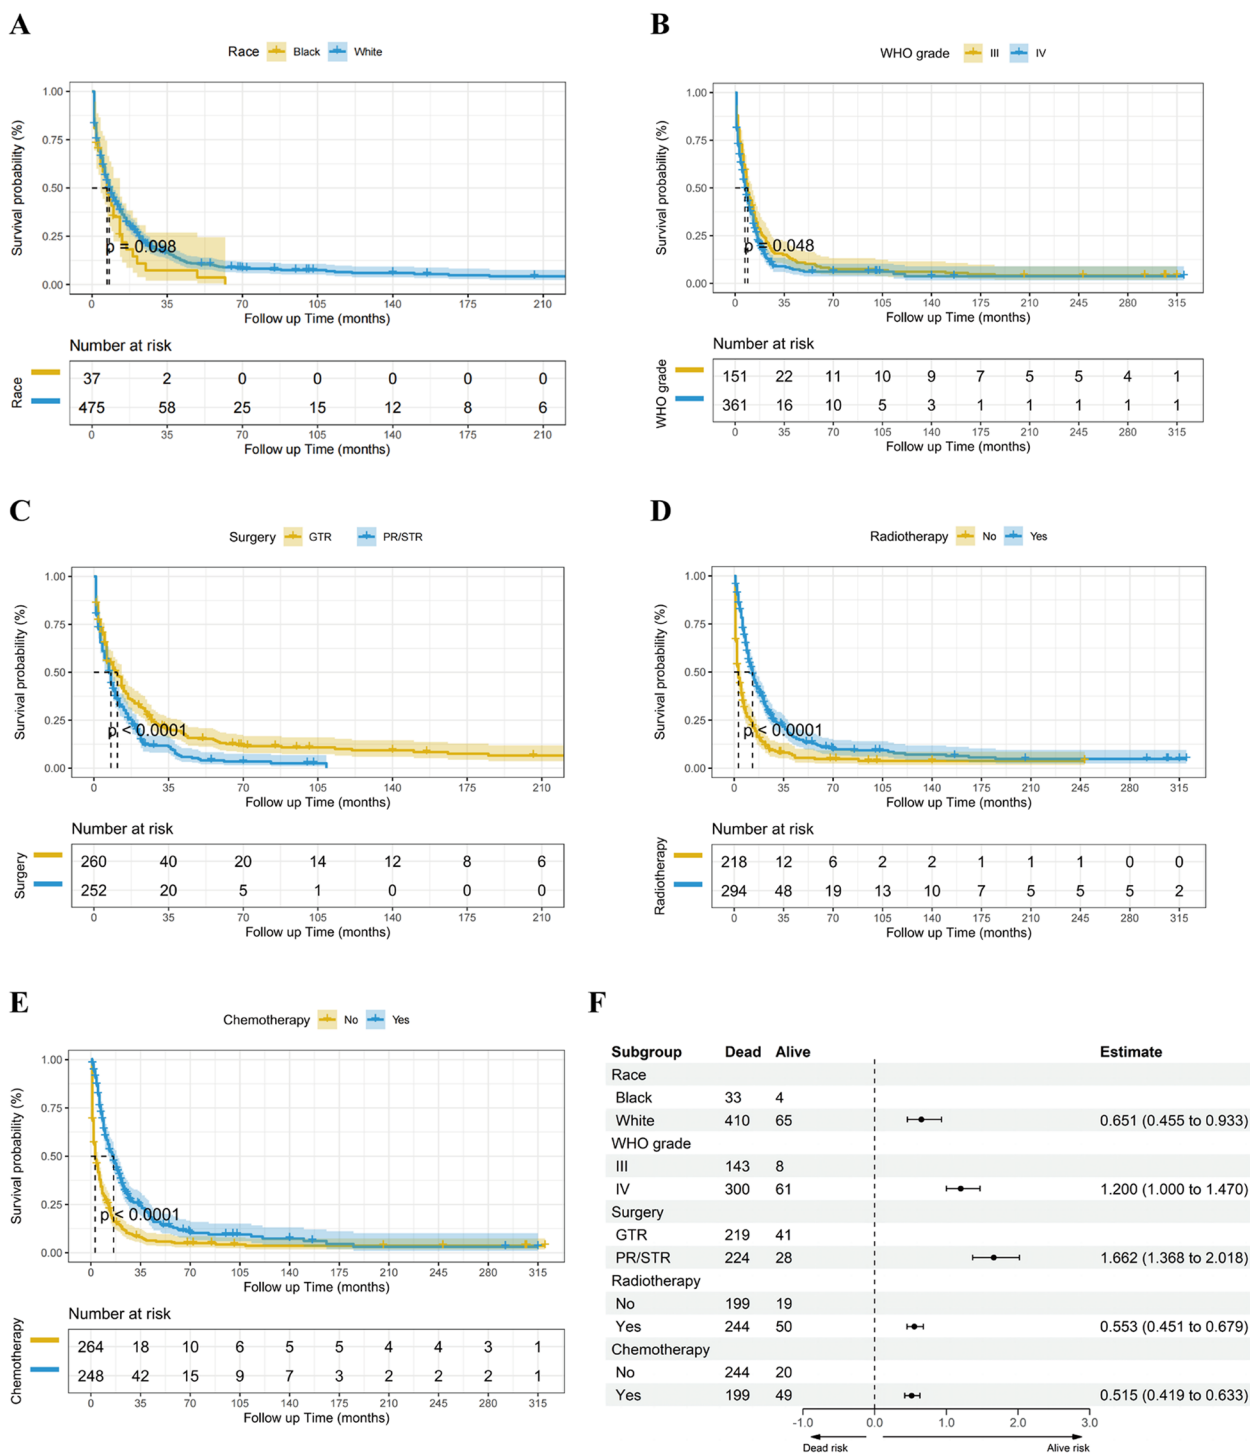 A
Race Black White
Survival probability (%)
1.00
0.75
0.50
0.25
0.00
p = 0.098
0 35 70 105 140 175 210
Follow up Time (months)
Number at risk
Race
37 2 0 0 0 0 0
475 58 25 15 12 8 6
0 35 70 105 140 175 210
Follow up Time (months)
B
WHO grade III IV
Survival probability (%)
1.00
0.75
0.50
0.25
0.00
p = 0.048
0 35 70 105 140 175 210 245 280 315
Follow up Time (months)
Number at risk
WHO grade
151 22 11 10 9 7 5 5 4 1
361 16 10 5 3 1 1 1 1 1
0 35 70 105 140 175 210 245 280 315
Follow up Time (months)
C
Surgery GTR PR/STR
Survival probability (%)
1.00
0.75
0.50
0.25
0.00
p < 0.0001
0 35 70 105 140 175 210
Follow up Time (months)
Number at risk
Surgery
260 40 20 14 12 8 6
252 20 5 1 0 0 0
0 35 70 105 140 175 210
Follow up Time (months)
D
Radiotherapy No Yes
Survival probability (%)
1.00
0.75
0.50
0.25
0.00
p < 0.0001
0 35 70 105 140 175 210 245 280 315
Follow up Time (months)
Number at risk
Radiotherapy
218 12 6 2 2 1 1 1 0 0
294 48 19 13 10 7 5 5 5 2
0 35 70 105 140 175 210 245 280 315
Follow up Time (months)
E
Chemotherapy No Yes
Survival probability (%)
1.00
0.75
0.50
0.25
0.00
p < 0.0001
0 35 70 105 140 175 210 245 280 315
Follow up Time (months)
Number at risk
Chemotherapy
264 18 10 6 5 5 4 4 3 1
248 42 15 9 7 3 2 2 2 1
0 35 70 105 140 175 210 245 280 315
Follow up Time (months)
F
Subgroup Dead Alive Estimate
Race
Black 33 4
White 410 65 0.651 (0.455 to 0.933)
WHO grade
III 143 8
IV 300 61 1.200 (1.000 to 1.470)
Surgery
GTR 219 41
PR/STR 224 28 1.662 (1.368 to 2.018)
Radiotherapy
No 199 19
Yes 244 50 0.553 (0.451 to 0.679)
Chemotherapy
No 244 20
Yes 199 49 0.515 (0.419 to 0.633)
-1.0 0.0 1.0 2.0 3.0
Dead risk Alive risk